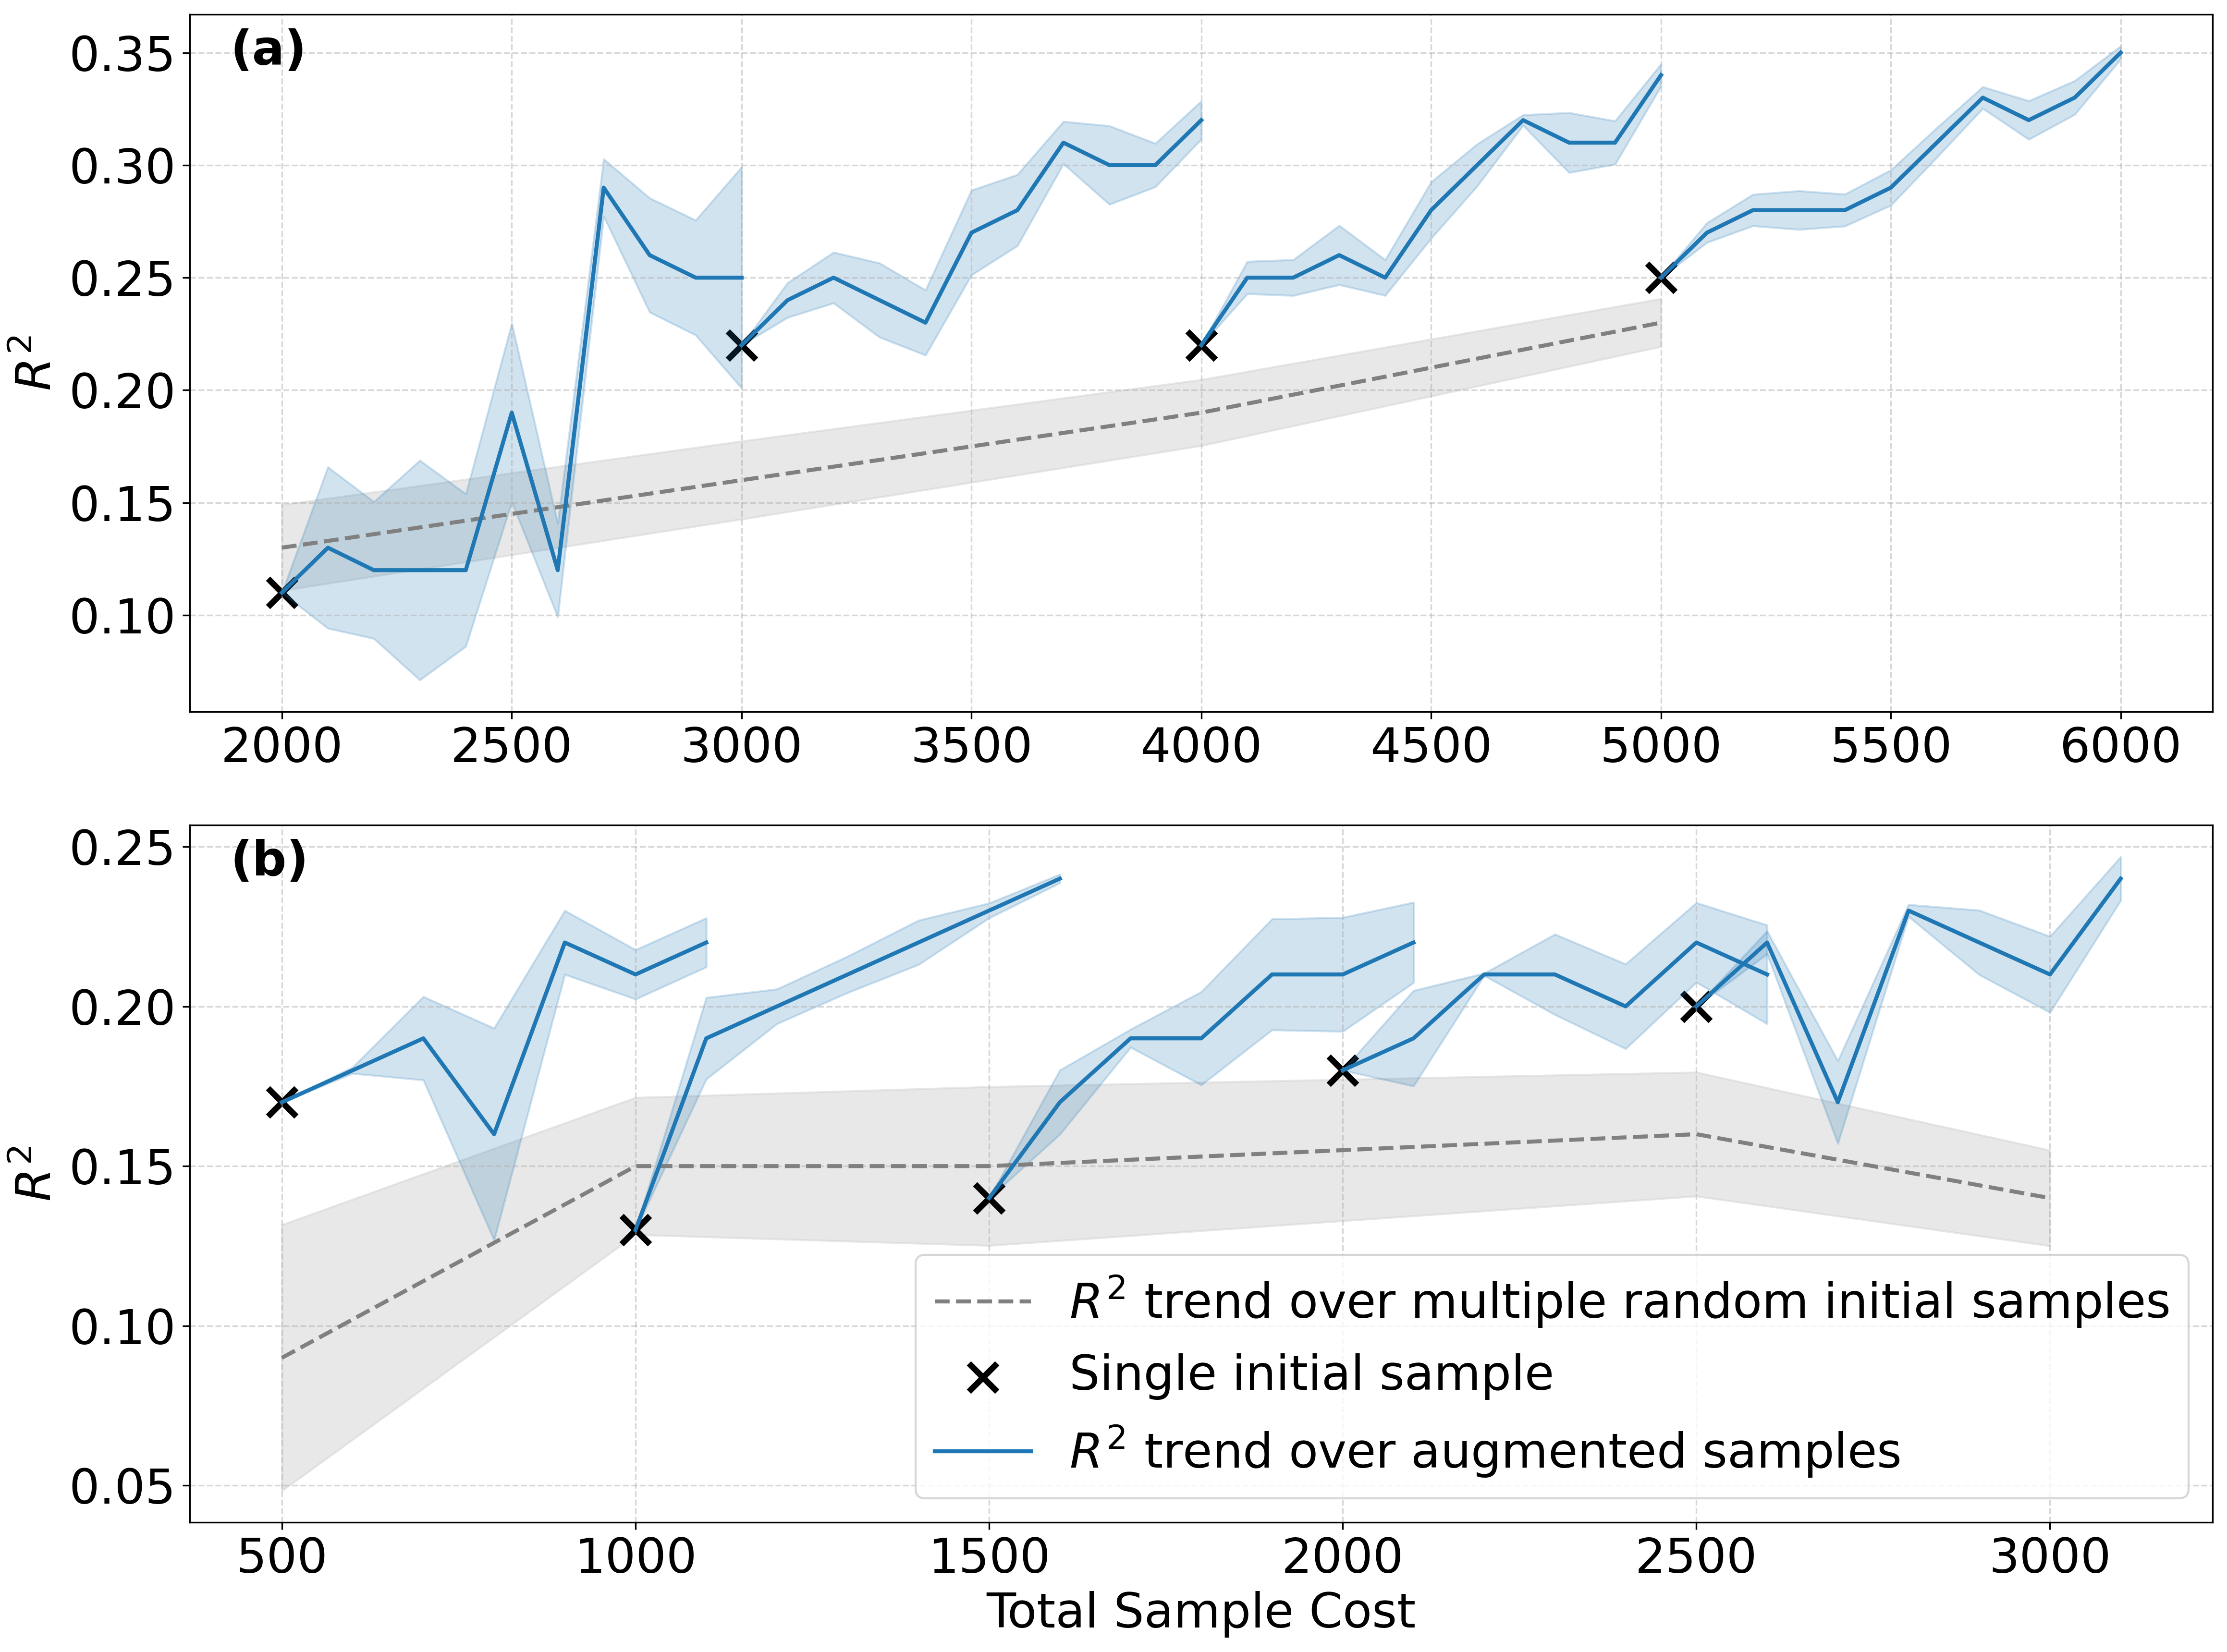 (a)
R²
0.35
0.30
0.25
0.20
0.15
0.10
2000 2500 3000 3500 4000 4500 5000 5500 6000
(b)
R²
0.25
0.20
0.15
0.10
0.05
R² trend over multiple random initial samples
Single initial sample
R² trend over augmented samples
500 1000 1500 2000 2500 3000
Total Sample Cost